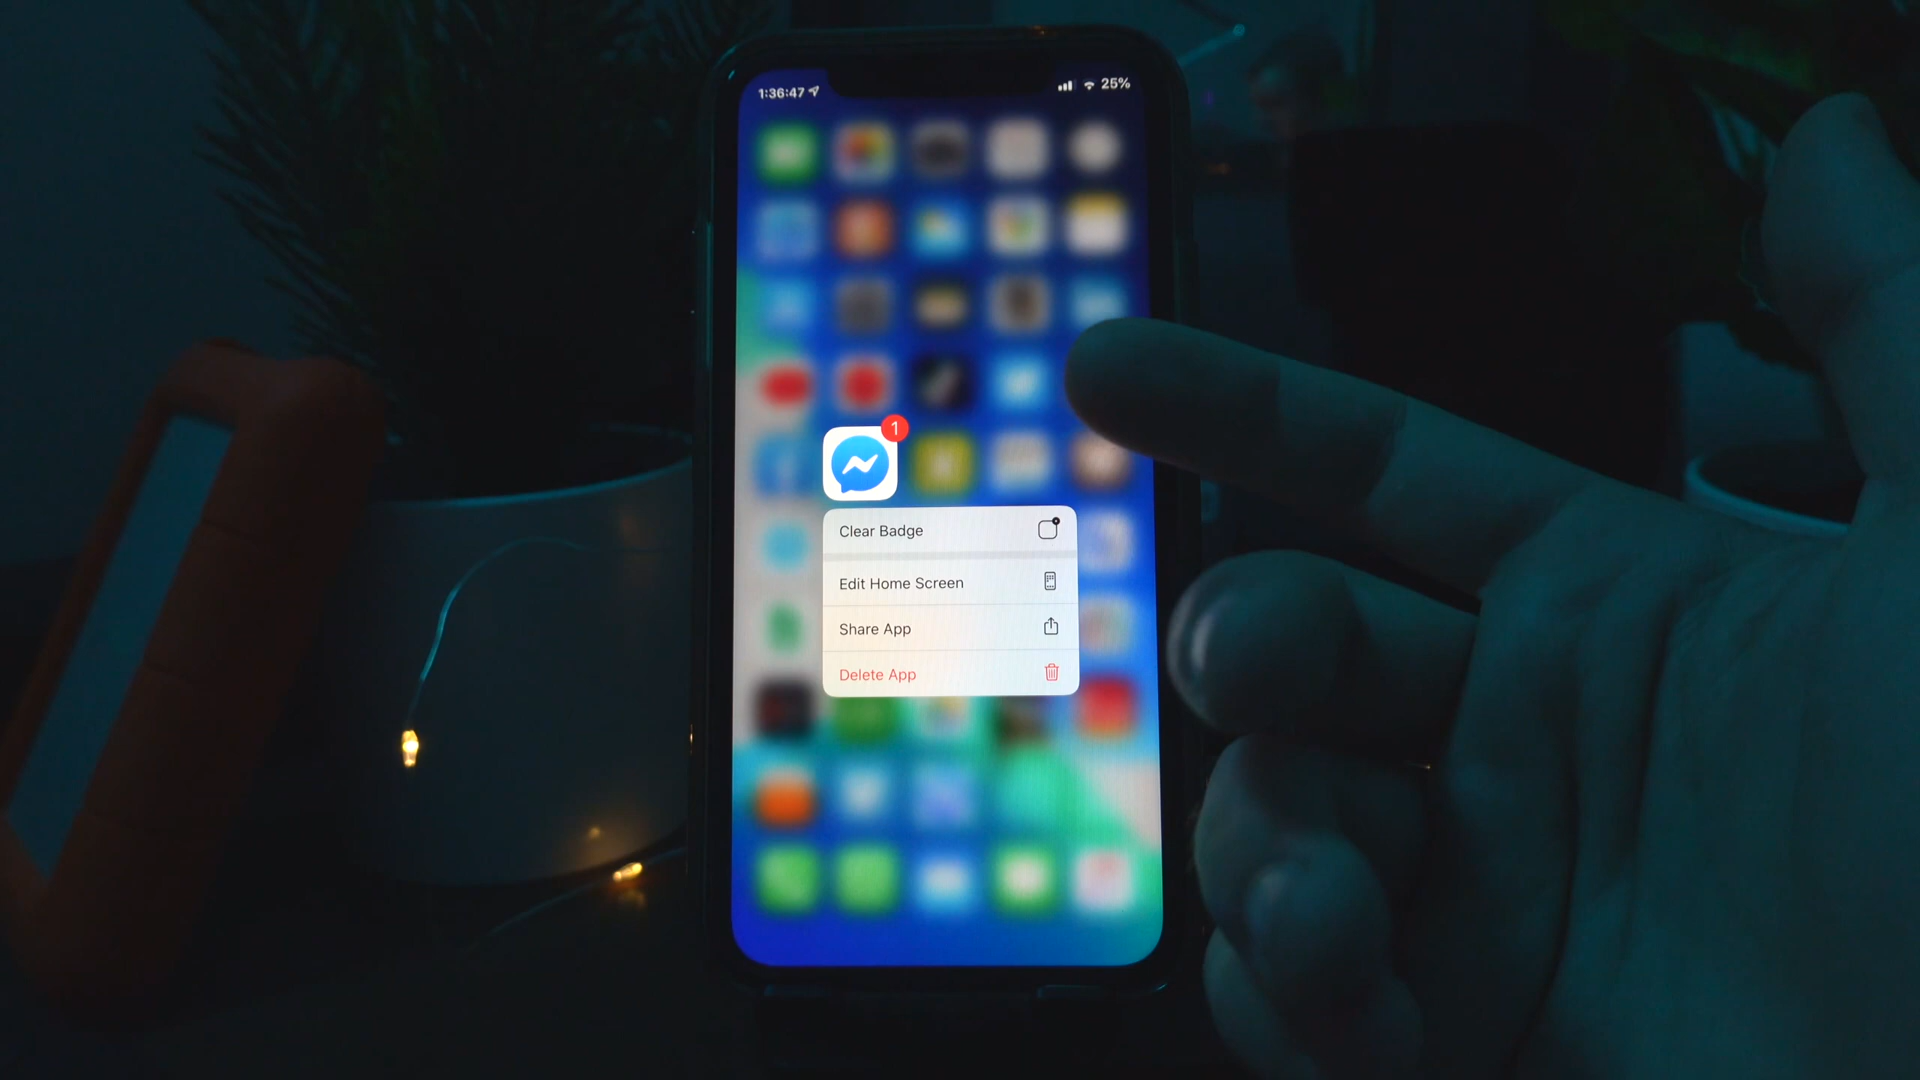 1:36:47
25%
1
Clear Badge
Edit Home Screen
Share App
Delete App